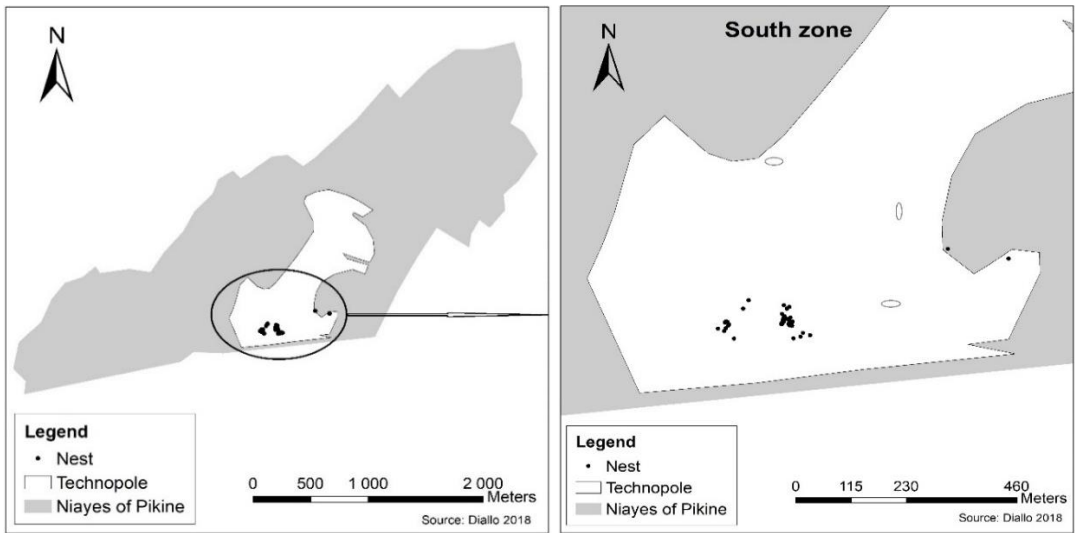 N
Legend
Nest
Technopole
Niayes of Pikine
0 500 1 000 2 000
Meters
Source: Diallo 2018
South zone
N
Legend
Nest
Technopole
Niayes of Pikine
0 115 230 460
Meters
Source: Diallo 2018